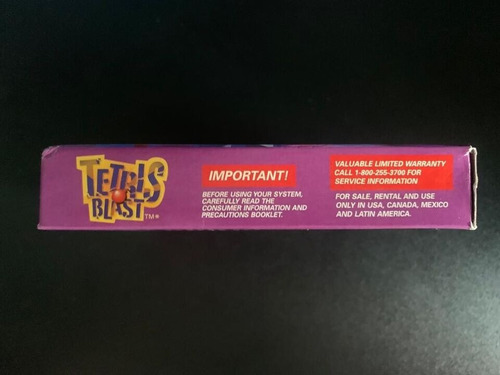 TETRIS
BLAST™
IMPORTANT!
BEFORE USING YOUR SYSTEM,
CAREFULLY READ THE
CONSUMER INFORMATION AND
PRECAUTIONS BOOKLET.
VALUABLE LIMITED WARRANTY
CALL 1-800-255-3700 FOR
SERVICE INFORMATION
FOR SALE, RENTAL AND USE
ONLY IN USA, CANADA, MEXICO
AND LATIN AMERICA.